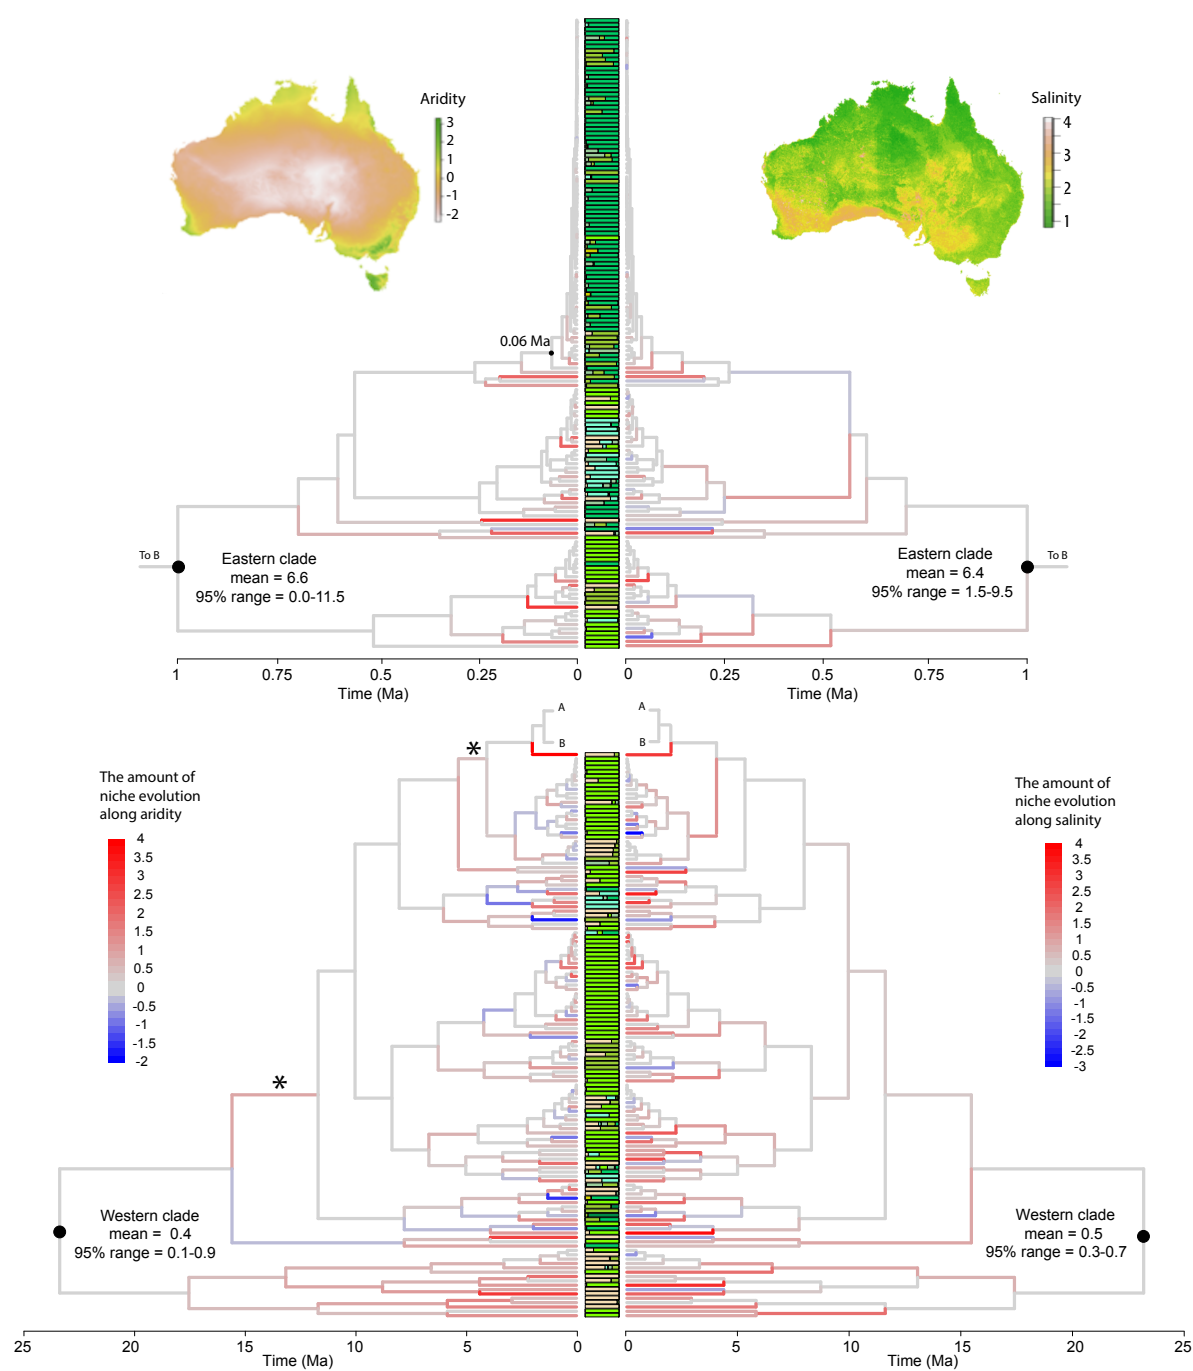 Aridity
3
2
1
0
-1
-2
Salinity
4
3
2
1
0.06 Ma
To B
Eastern clade
mean = 6.6
95% range = 0.0-11.5
Eastern clade
mean = 6.4
95% range = 1.5-9.5
To B
1 0.75 0.5 0.25 0
Time (Ma)
0 0.25 0.5 0.75 1
Time (Ma)
A
B
A
B
*
The amount of
niche evolution
along aridity
4
3.5
3
2.5
2
1.5
1
0.5
0
-0.5
-1
-1.5
-2
The amount of
niche evolution
along salinity
4
3.5
3
2.5
2
1.5
1
0.5
0
-0.5
-1
-1.5
-2
-2.5
-3
*
Western clade
mean = 0.4
95% range = 0.1-0.9
Western clade
mean = 0.5
95% range = 0.3-0.7
25 20 15 10 5 0
Time (Ma)
0 5 10 15 20 25
Time (Ma)